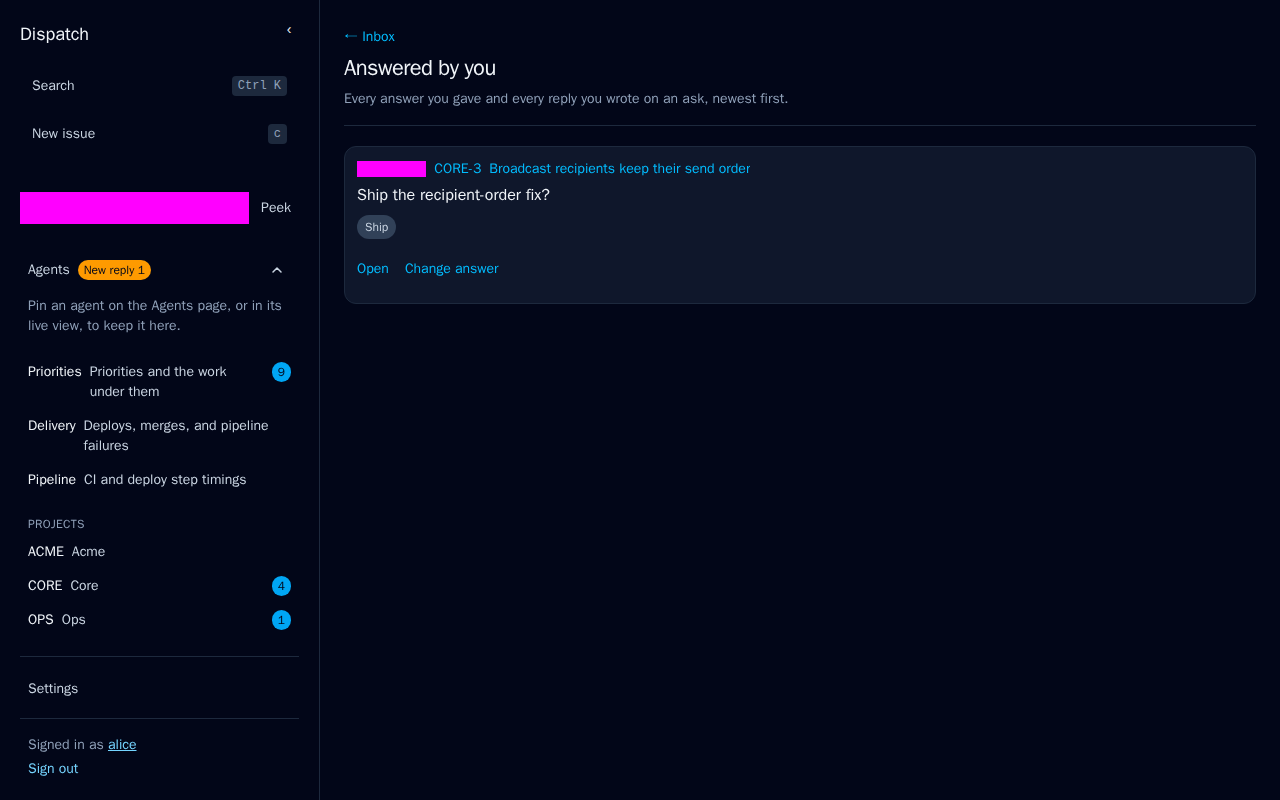 Dispatch
Search
Ctrl K
New issue
C
Peek
Agents
New reply 1
Pin an agent on the Agents page, or in its
live view, to keep it here.
Priorities
Priorities and the work
under them
9
Delivery
Deploys, merges, and pipeline
failures
Pipeline
CI and deploy step timings
PROJECTS
ACME Acme
CORE Core
4
OPS Ops
1
Settings
Signed in as alice
Sign out
← Inbox
Answered by you
Every answer you gave and every reply you wrote on an ask, newest first.
CORE-3 Broadcast recipients keep their send order
Ship the recipient-order fix?
Ship
Open
Change answer